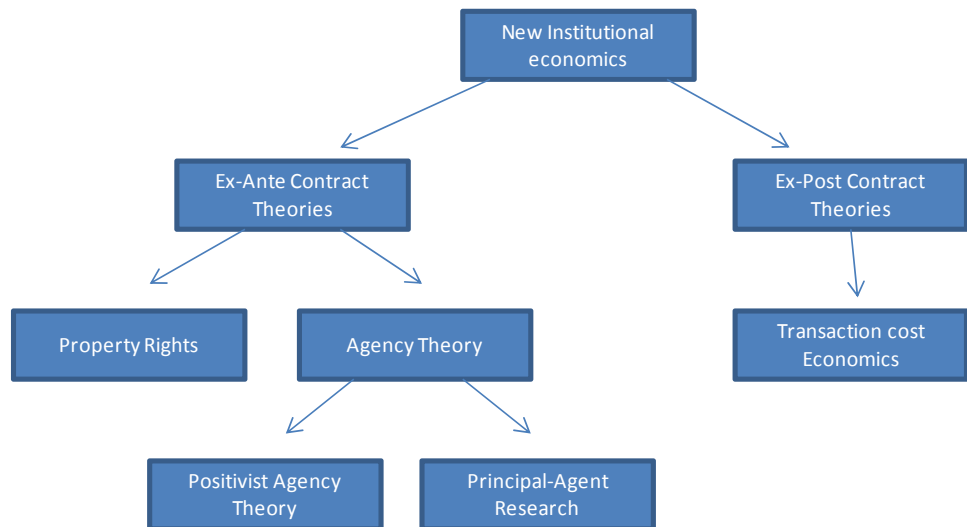 New Institutional
economics
Ex-Ante Contract
Theories
Ex-Post Contract
Theories
Property Rights
Agency Theory
Transaction cost
Economics
Positivist Agency
Theory
Principal-Agent
Research